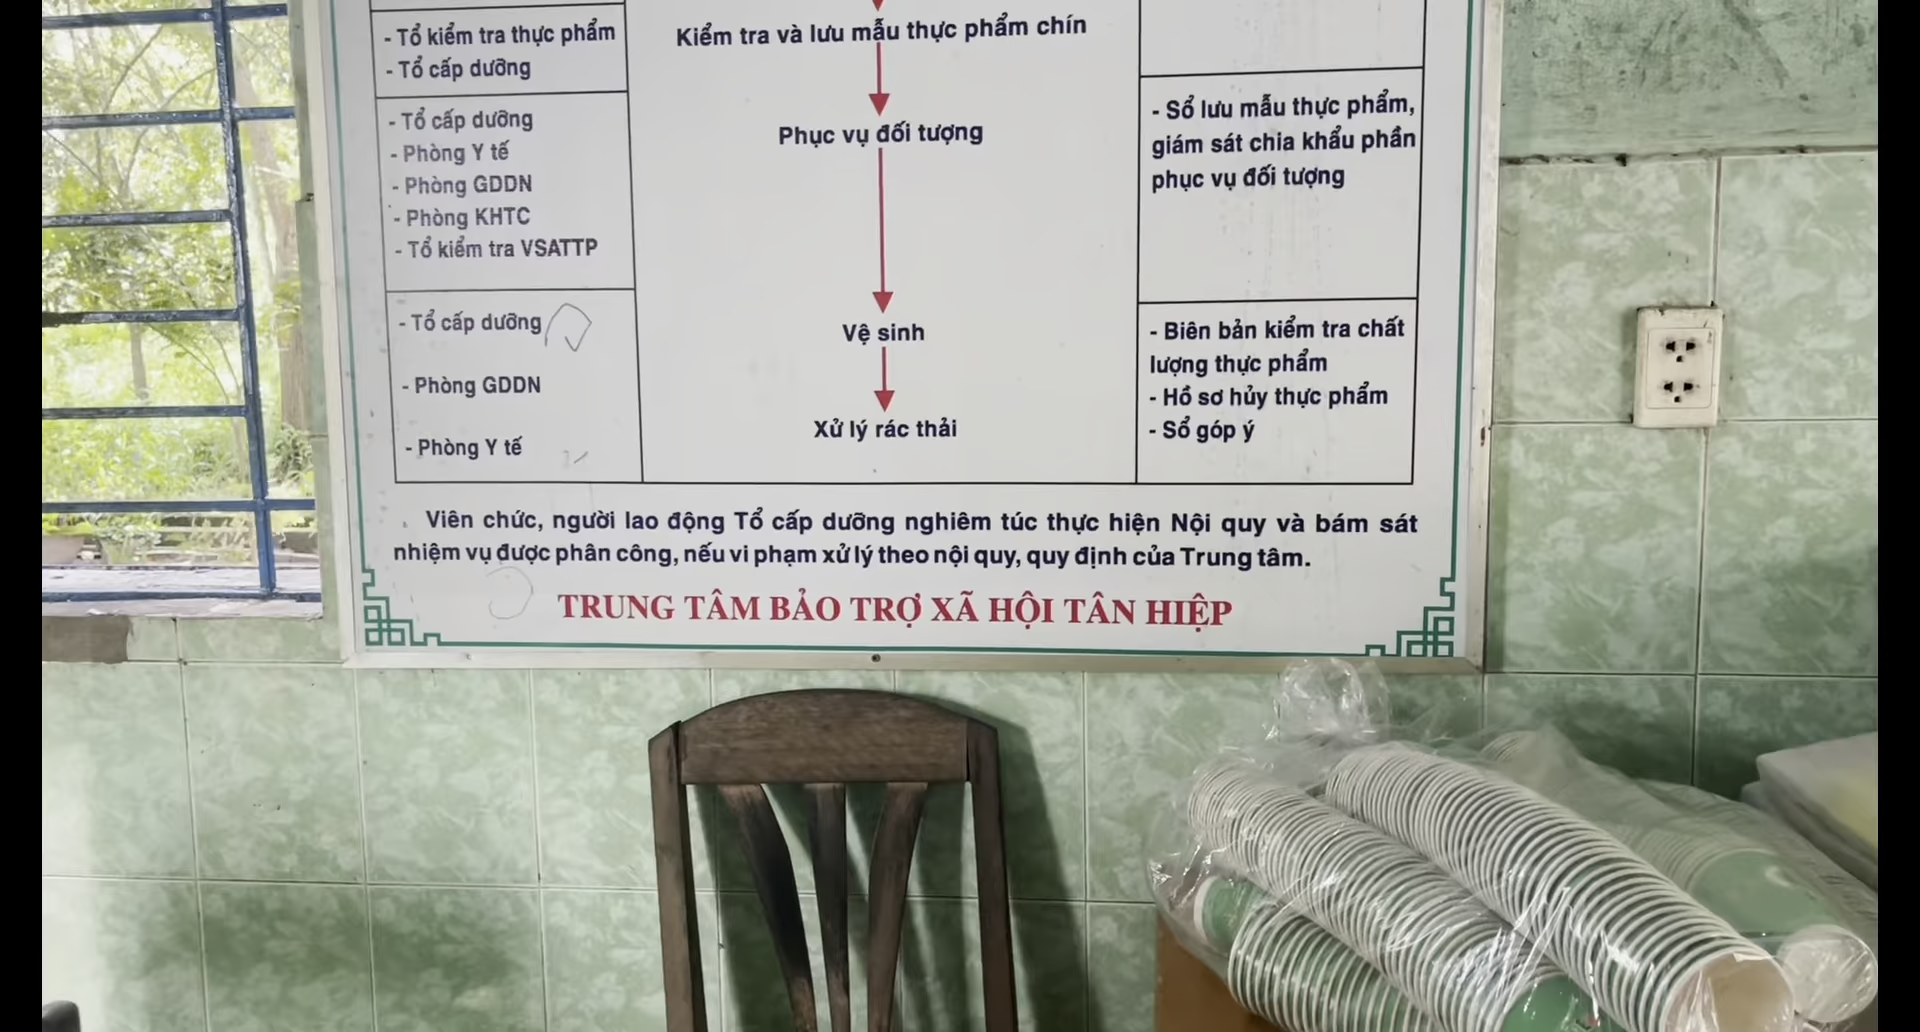 - Tổ kiểm tra thực phẩm
- Tổ cấp dưỡng
Kiểm tra và lưu mẫu thực phẩm chín
- Tổ cấp dưỡng
- Phòng Y tế
- Phòng GDDN
- Phòng KHTC
- Tổ kiểm tra VSATTP
Phục vụ đối tượng
- Sổ lưu mẫu thực phẩm,
giám sát chia khẩu phần
phục vụ đối tượng
- Tổ cấp dưỡng
- Phòng GDDN
- Phòng Y tế
Vệ sinh
Xử lý rác thải
- Biên bản kiểm tra chất
lượng thực phẩm
- Hồ sơ hủy thực phẩm
- Sổ góp ý
Viên chức, người lao động Tổ cấp dưỡng nghiêm túc thực hiện Nội quy và bám sát
nhiệm vụ được phân công, nếu vi phạm xử lý theo nội quy, quy định của Trung tâm.
TRUNG TÂM BẢO TRỢ XÃ HỘI TÂN HIỆP